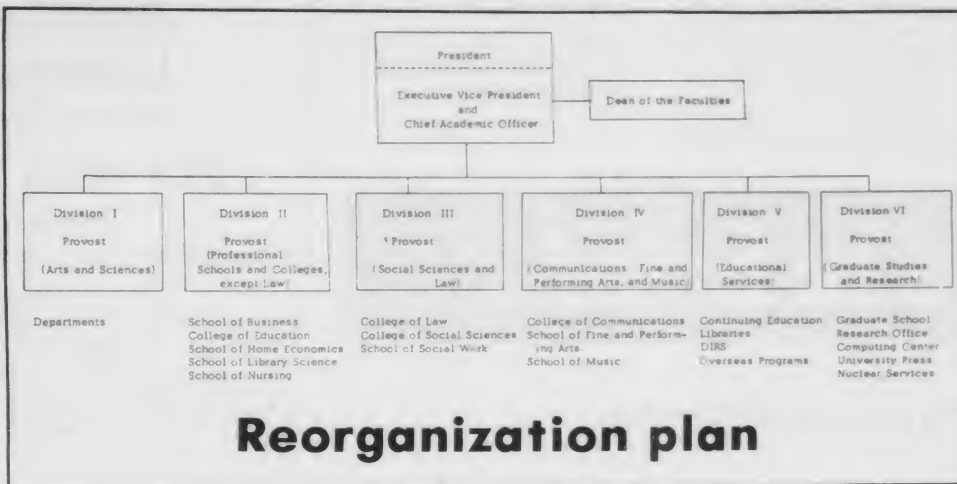 President
Executive Vice President
and
Chief Academic Officer
Dean of the Faculties
Division I
Provost
(Arts and Sciences)
Division II
Provost
(Professional
Schools and Colleges,
except Law)
Division III
Provost
(Social Sciences and
Law)
Division IV
Provost
(Communications Fine and
Performing Arts, and Music)
Division V
Provost
(Educational
Services)
Division VI
Provost
(Graduate Studies
and Research)
Departments
School of Business
College of Education
School of Home Economics
School of Library Science
School of Nursing
College of Law
College of Social Sciences
School of Social Work
College of Communications
School of Fine and Perform-
ing Arts
School of Music
Continuing Education
Libraries
DIRS
Overseas Programs
Graduate School
Research Office
Computing Center
University Press
Nuclear Services
Reorganization plan